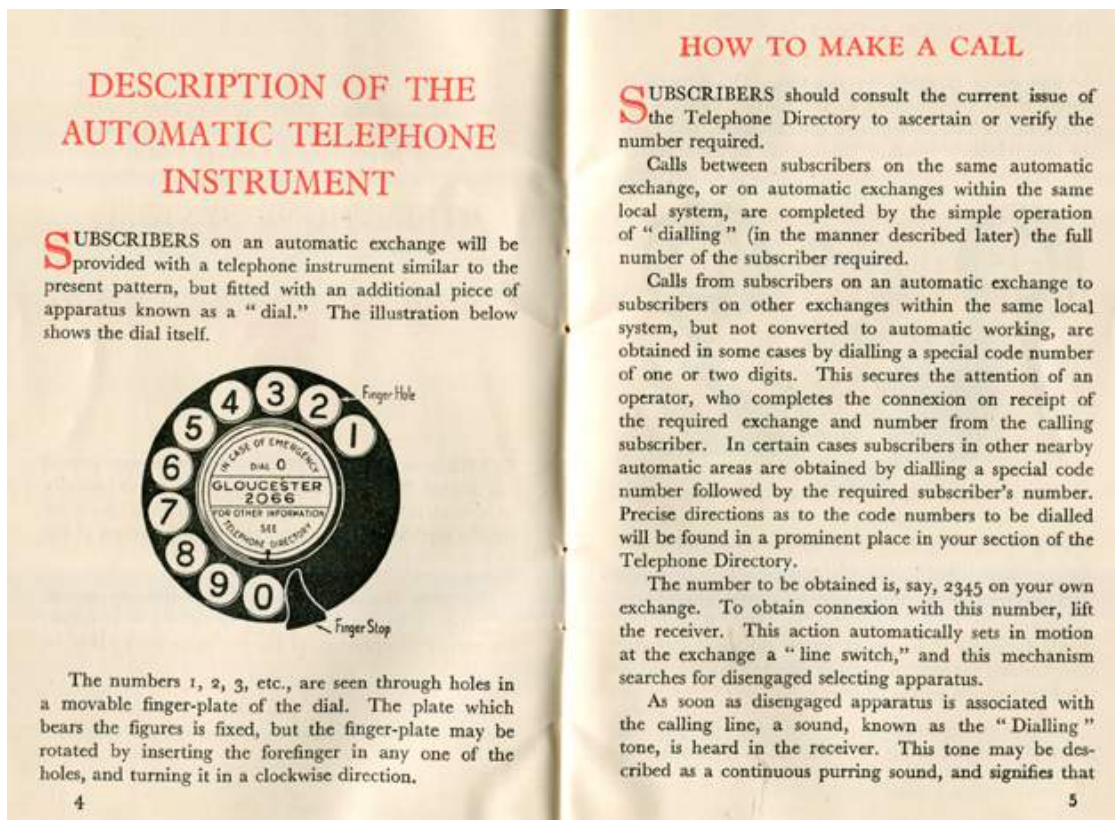 DESCRIPTION OF THE
AUTOMATIC TELEPHONE
INSTRUMENT
SUBSCRIBERS on an automatic exchange will be
provided with a telephone instrument similar to the
present pattern, but fitted with an additional piece of
apparatus known as a “ dial.” The illustration below
shows the dial itself.
Finger Hole
1
2
3
4
5
6
7
8
9
0
IN CASE OF EMERGENCY
DIAL 0
GLOUCESTER
2066
FOR OTHER INFORMATION
SEE
TELEPHONE DIRECTORY
Finger Stop
The numbers 1, 2, 3, etc., are seen through holes in
a movable finger-plate of the dial. The plate which
bears the figures is fixed, but the finger-plate may be
rotated by inserting the forefinger in any one of the
holes, and turning it in a clockwise direction.
4
HOW TO MAKE A CALL
SUBSCRIBERS should consult the current issue of
the Telephone Directory to ascertain or verify the
number required.
Calls between subscribers on the same automatic
exchange, or on automatic exchanges within the same
local system, are completed by the simple operation
of “ dialling ” (in the manner described later) the full
number of the subscriber required.
Calls from subscribers on an automatic exchange to
subscribers on other exchanges within the same local
system, but not converted to automatic working, are
obtained in some cases by dialling a special code number
of one or two digits. This secures the attention of an
operator, who completes the connexion on receipt of
the required exchange and number from the calling
subscriber. In certain cases subscribers in other nearby
automatic areas are obtained by dialling a special code
number followed by the required subscriber’s number.
Precise directions as to the code numbers to be dialled
will be found in a prominent place in your section of the
Telephone Directory.
The number to be obtained is, say, 2345 on your own
exchange. To obtain connexion with this number, lift
the receiver. This action automatically sets in motion
at the exchange a “ line switch,” and this mechanism
searches for disengaged selecting apparatus.
As soon as disengaged apparatus is associated with
the calling line, a sound, known as the “ Dialling ”
tone, is heard in the receiver. This tone may be des-
cribed as a continuous purring sound, and signifies that
5